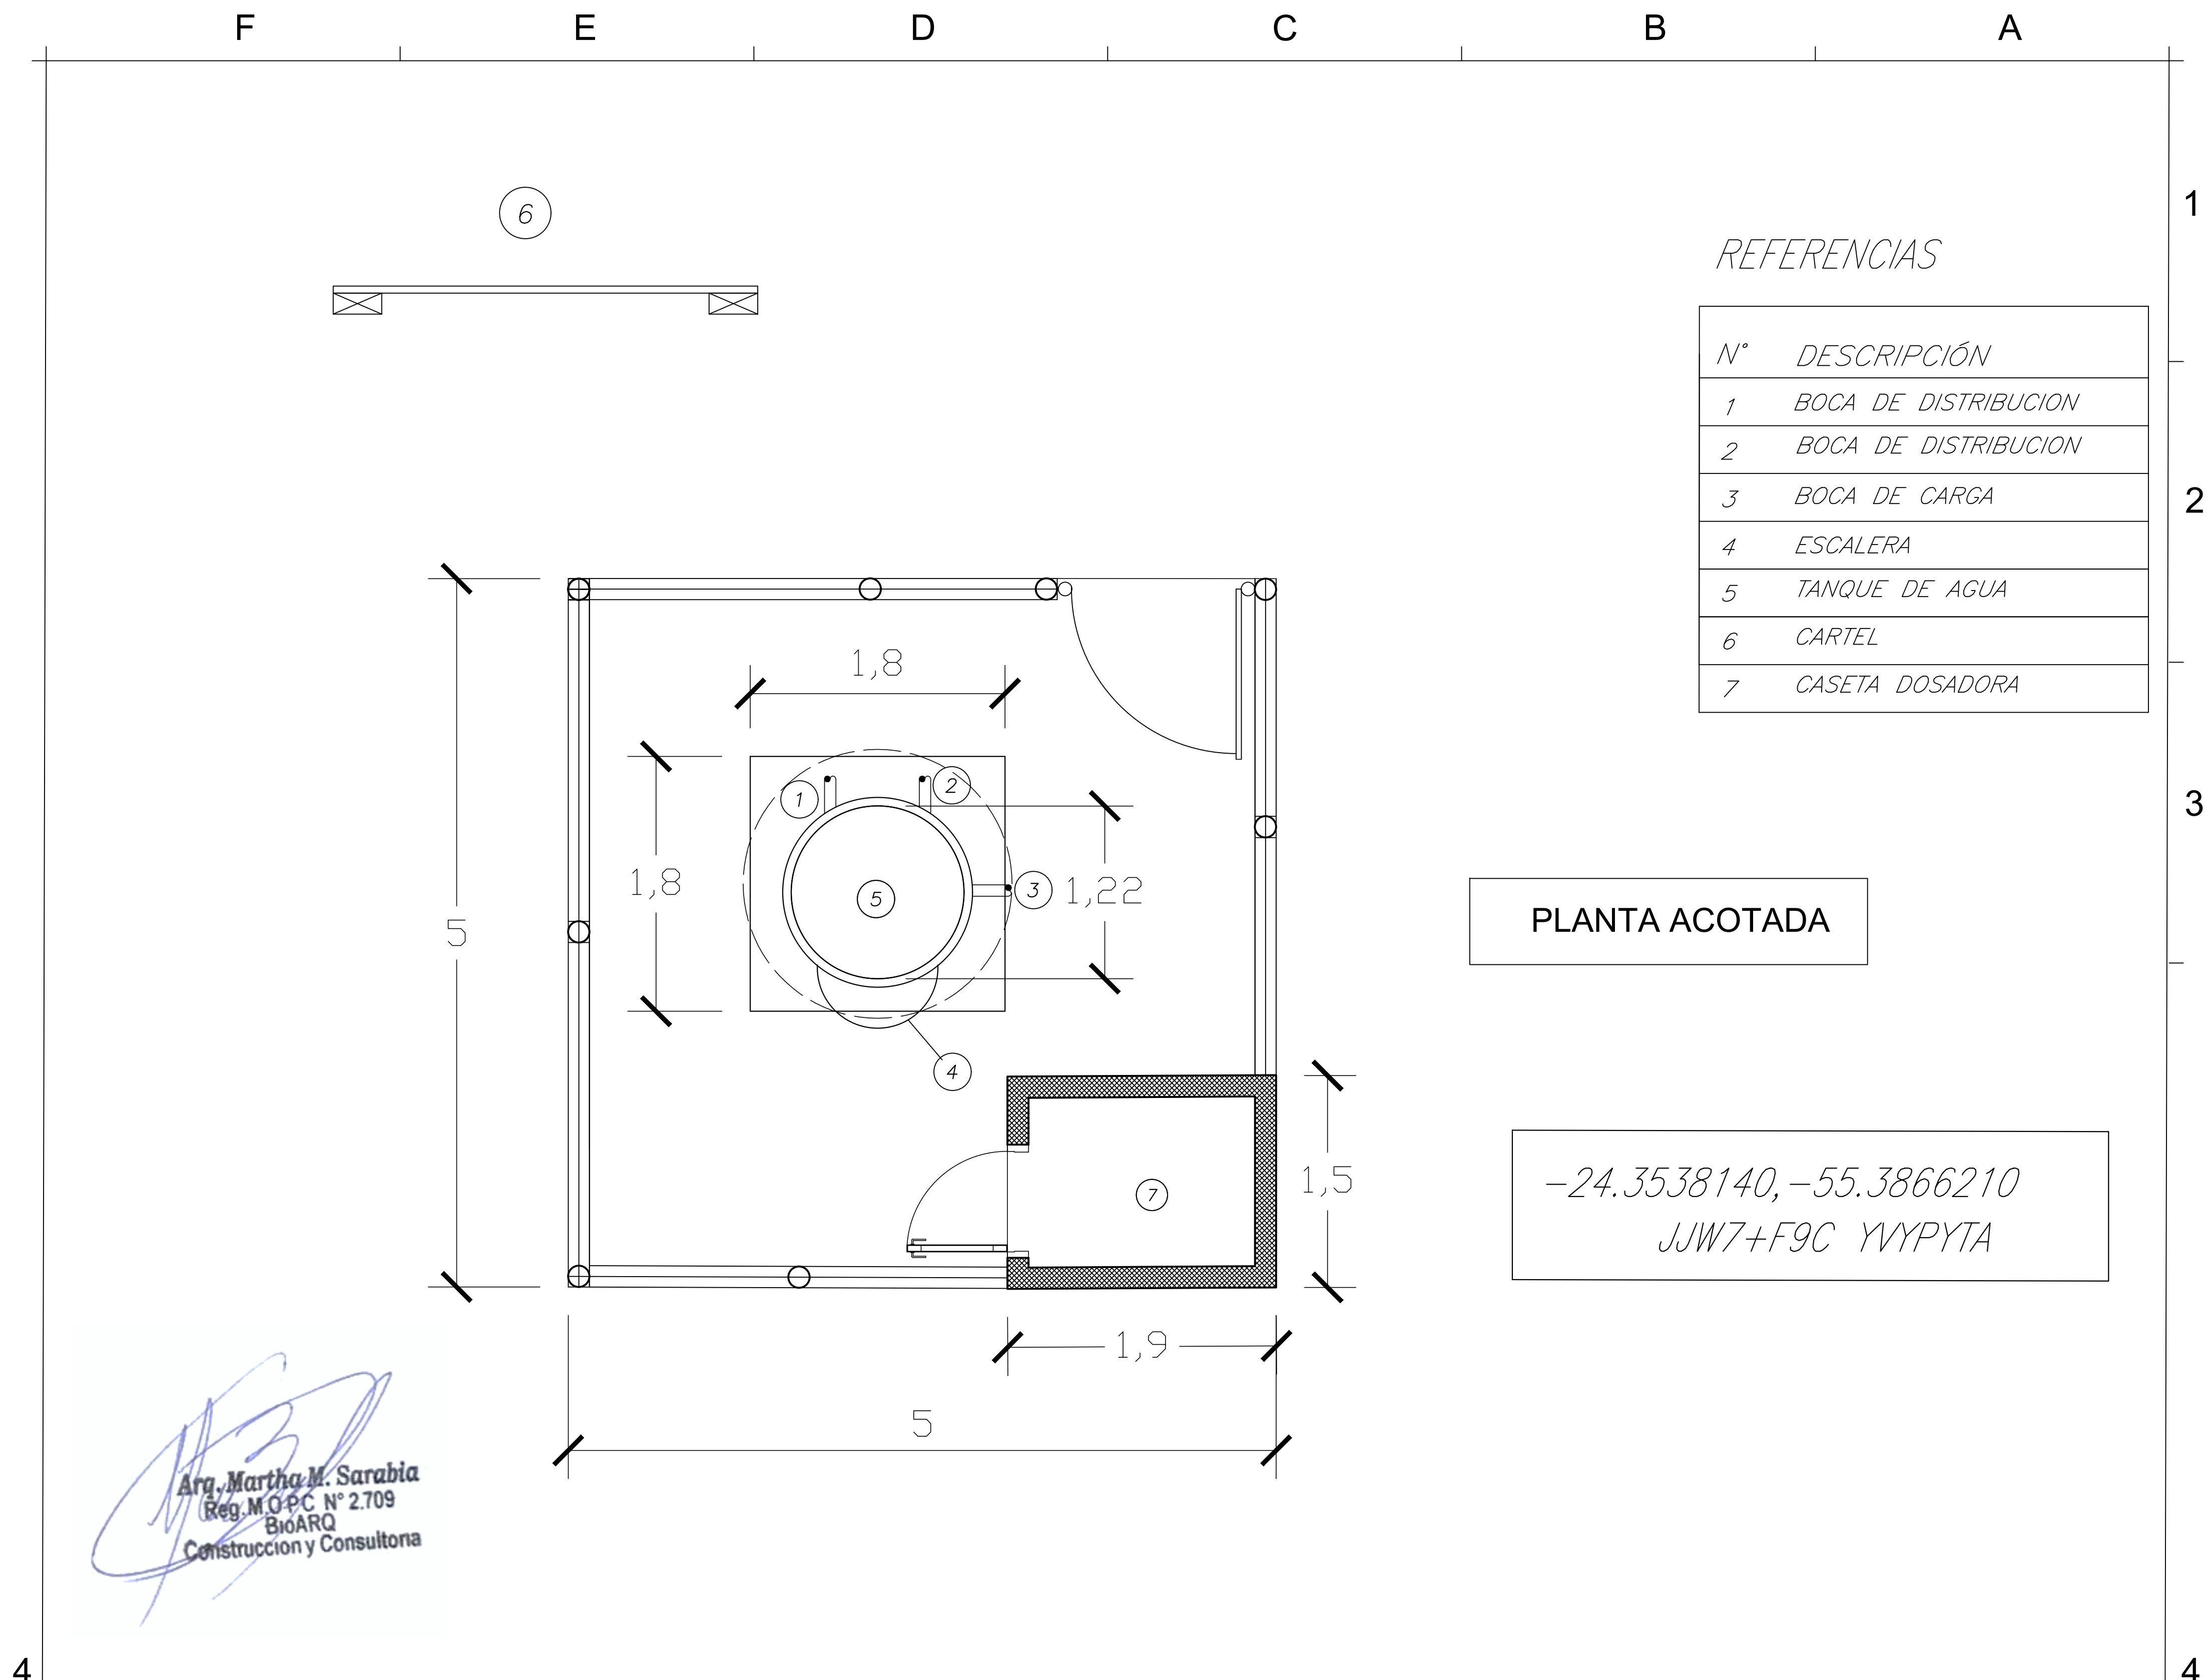 F E D C B A
1
6
REFERENCIAS
N° DESCRIPCIÓN
1 BOCA DE DISTRIBUCION
2 BOCA DE DISTRIBUCION
3 BOCA DE CARGA
4 ESCALERA
5 TANQUE DE AGUA
6 CARTEL
7 CASETA DOSADORA
2
1,8
1
2
3
1,8
5
3
1,22
5
PLANTA ACOTADA
4
7
1,5
-24.3538140,-55.3866210
JJW7+F9C YVYPYTA
1,9
5
Arq. Martha M. Sarabia
Reg. M.O.P.C N° 2.709
BioARQ
Construccion y Consultoria
4
4